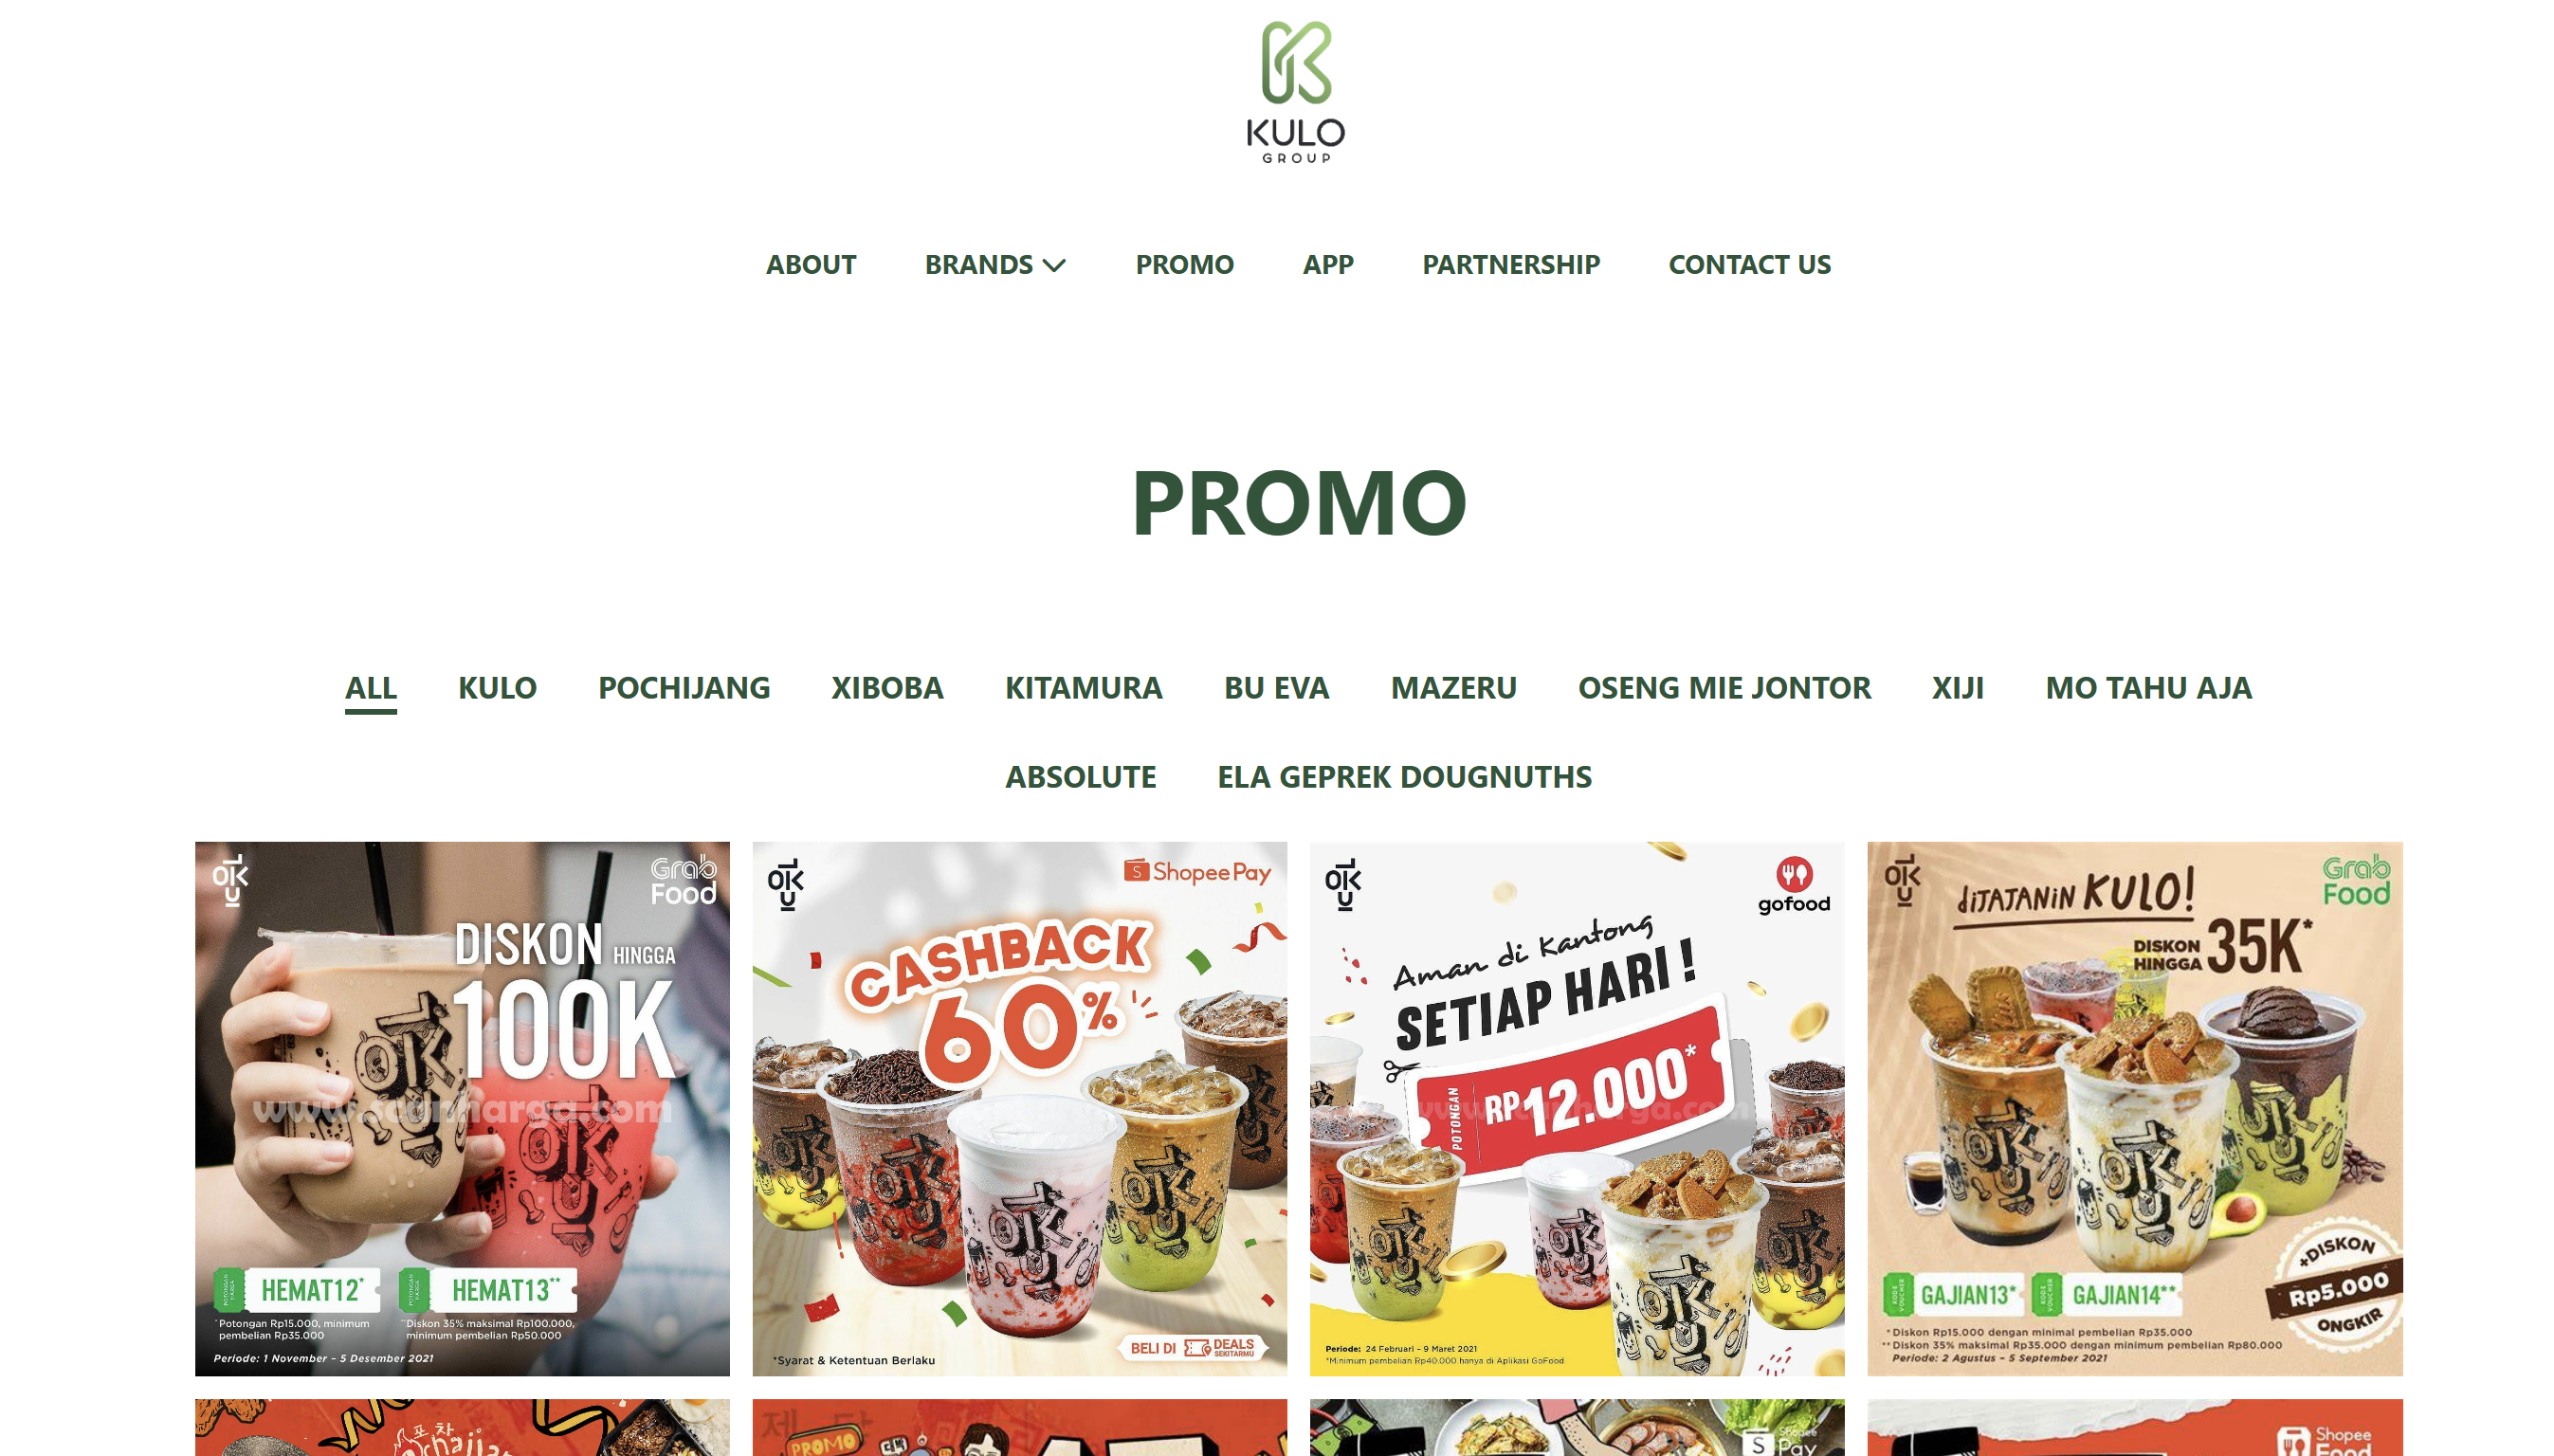 KULO
GROUP
ABOUT BRANDS PROMO APP PARTNERSHIP CONTACT US
PROMO
ALL KULO POCHIJANG XIBOBA KITAMURA BU EVA MAZERU OSENG MIE JONTOR XIJI MO TAHU AJA
ABSOLUTE ELA GEPREK DOUGNUTHS
Grab
Food
DISKON HINGGA
100K
HEMAT12*
HEMAT13**
*Potongan Rp15.000, minimum
pembelian Rp35.000
**Diskon 35% maksimal Rp100.000,
minimum pembelian Rp50.000
Periode: 1 November – 5 Desember 2021
ShopeePay
CASHBACK
60%
*Syarat & Ketentuan Berlaku
BELI DI DEALS
SEKITARMU
gofood
Aman di Kantong
SETIAP HARI!
POTONGAN
RP12.000*
Periode: 24 Februari – 9 Maret 2021
*Minimum pembelian Rp40.000 hanya di Aplikasi GoFood
Grab
Food
diTATANiN KULO!
DISKON
HINGGA 35K*
GAJIAN13*
GAJIAN14**
+DISKON
Rp5.000
ONGKIR
*Diskon Rp15.000 dengan minimal pembelian Rp35.000
**Diskon 35% maksimal Rp35.000 dengan minimum pembelian Rp80.000
Periode: 2 Agustus – 5 September 2021
포차
PROMO
대박
Shopee
Pay
Shopee
Food